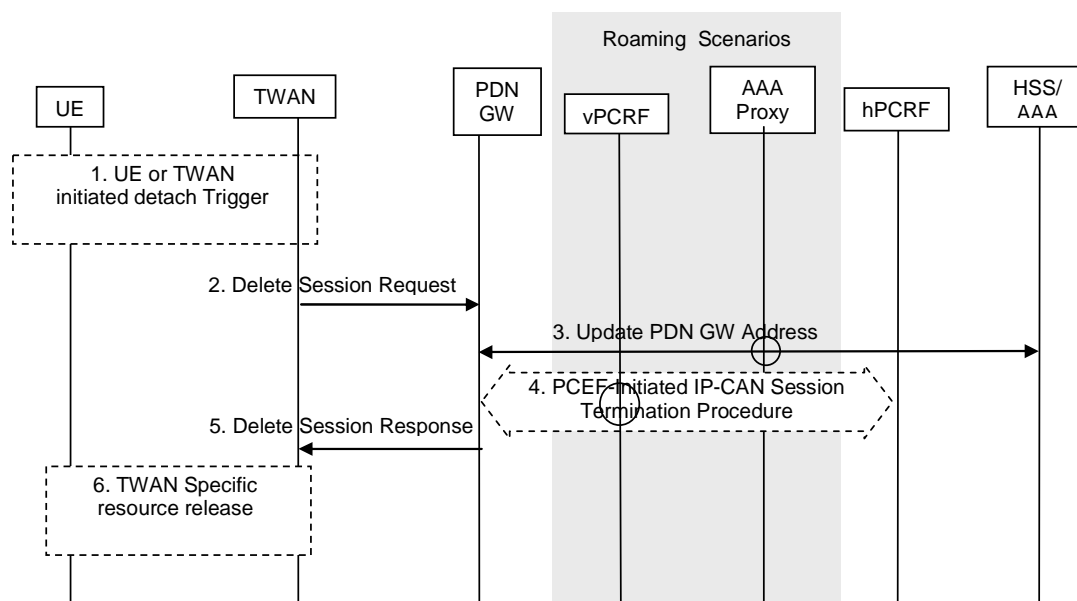 Roaming Scenarios
UE
TWAN
PDN
GW
vPCRF
AAA
Proxy
hPCRF
HSS/
AAA
1. UE or TWAN
initiated detach Trigger
2. Delete Session Request
3. Update PDN GW Address
4. PCEF-Initiated IP-CAN Session
Termination Procedure
5. Delete Session Response
6. TWAN Specific
resource release